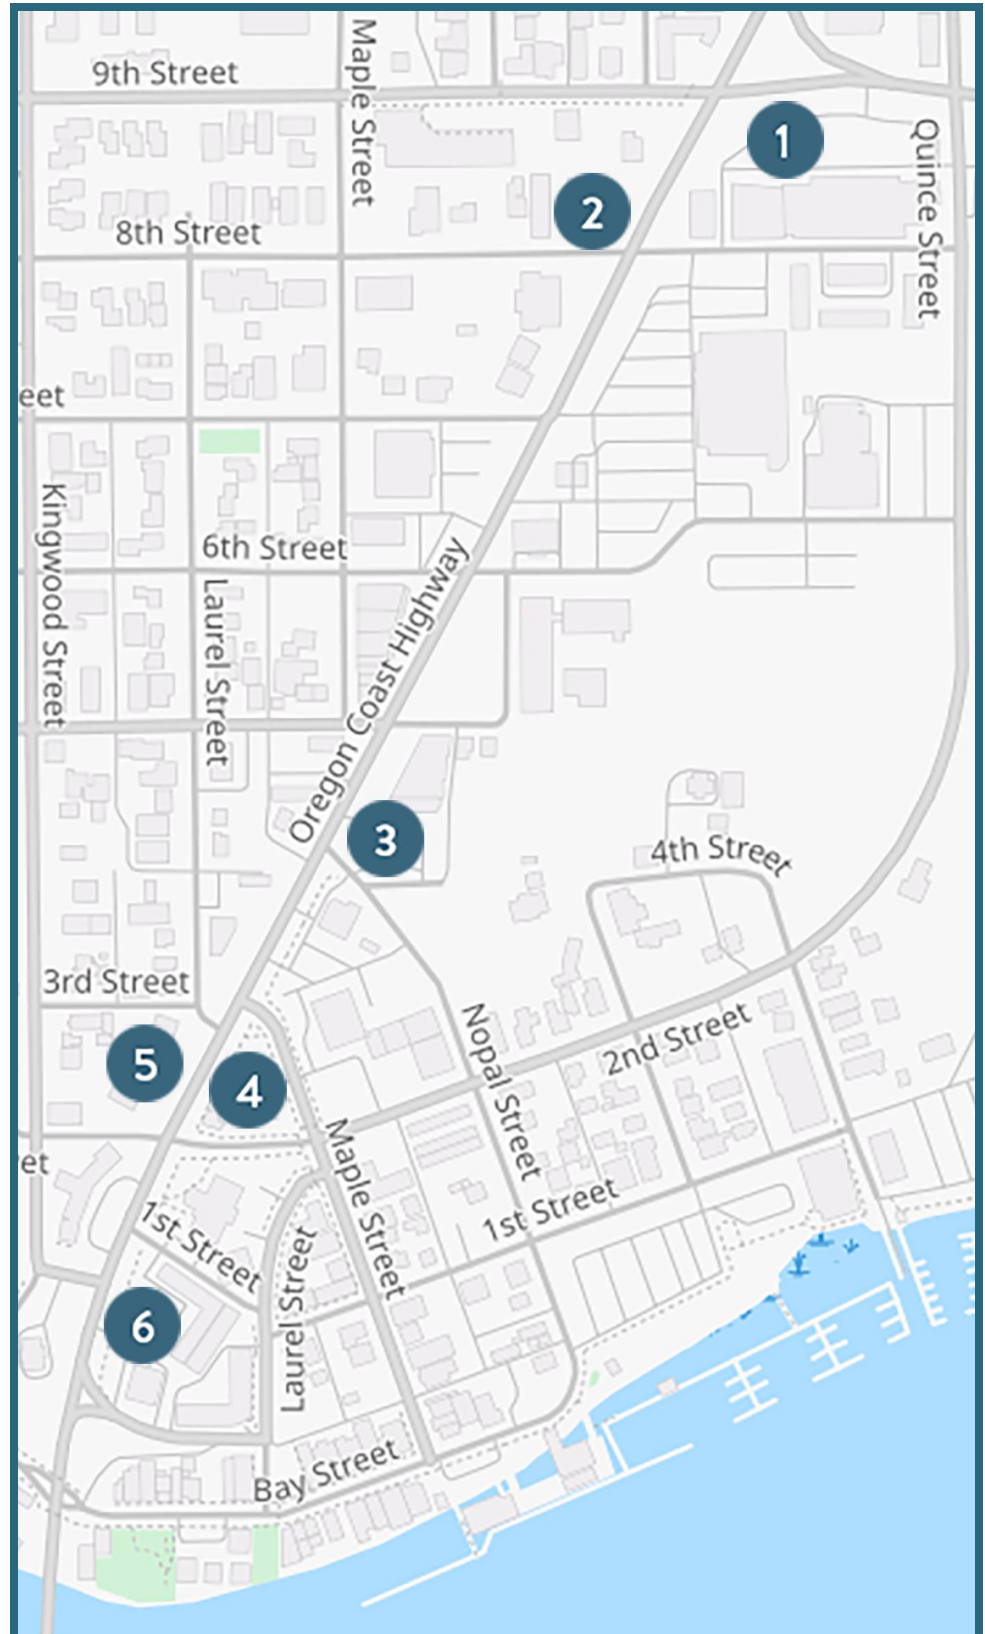 9th Street
Maple Street
1
Quince Street
2
8th Street
eet
Kingwood Street
6th Street
Laurel Street
Oregon Coast Highway
3
4th Street
3rd Street
Nopal Street
2nd Street
5
4
Maple Street
et
1st Street
1st Street
Laurel Street
6
Bay Street